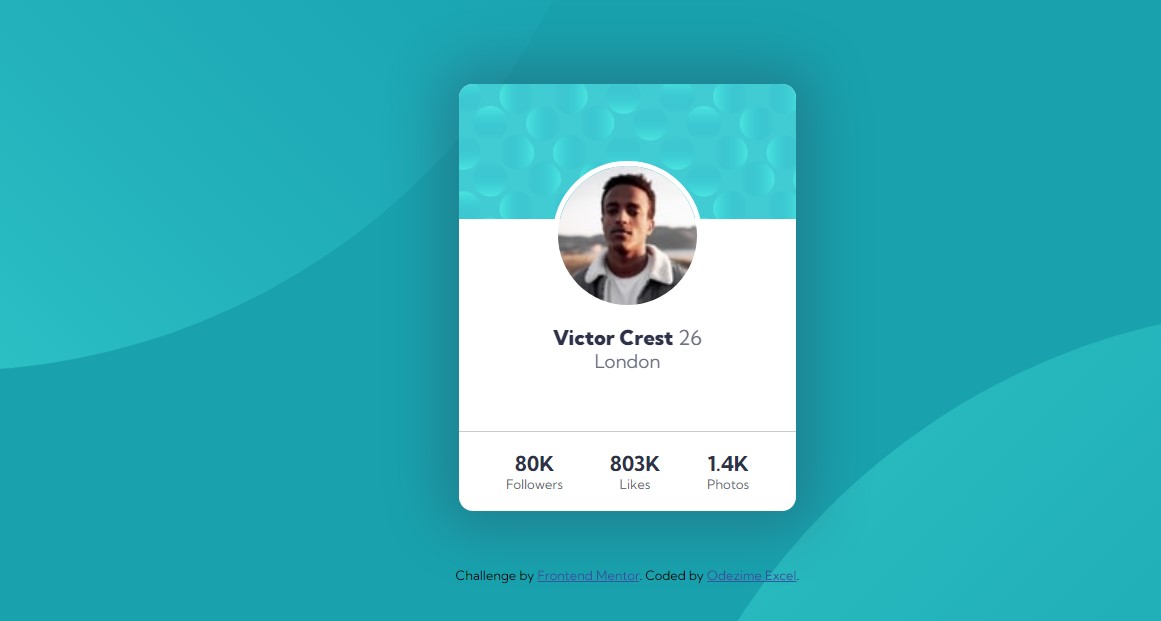 Victor Crest 26
London
80K 803K 1.4K
Followers Likes Photos
Challenge by Frontend Mentor. Coded by Odezime Excel.